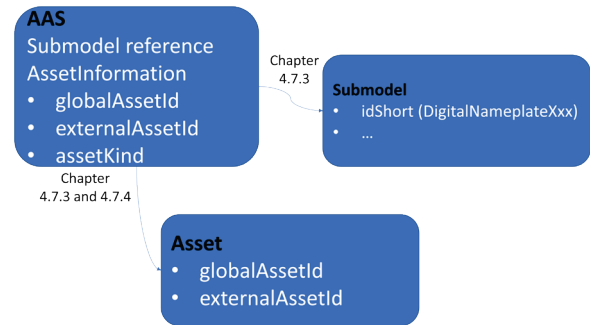 AAS
Submodel reference
AssetInformation
• globalAssetId
• externalAssetId
• assetKind
Chapter
4.7.3
Submodel
• idShort (DigitalNameplateXxx)
• ...
Chapter
4.7.3 and 4.7.4
Asset
• globalAssetId
• externalAssetId